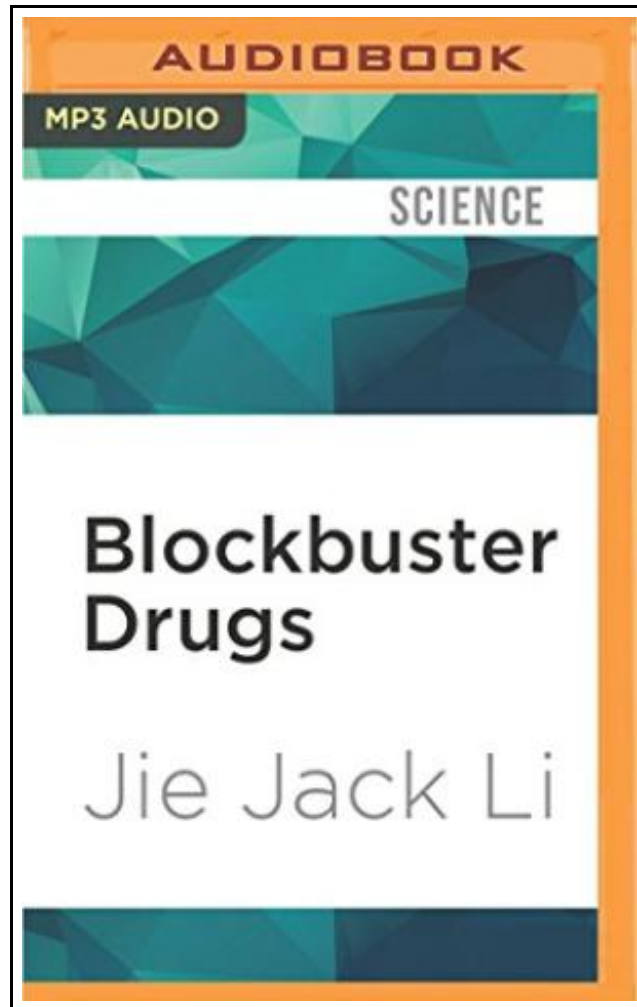 AUDIOBOOK
MP3 AUDIO
SCIENCE
Blockbuster
Drugs
Jie Jack Li